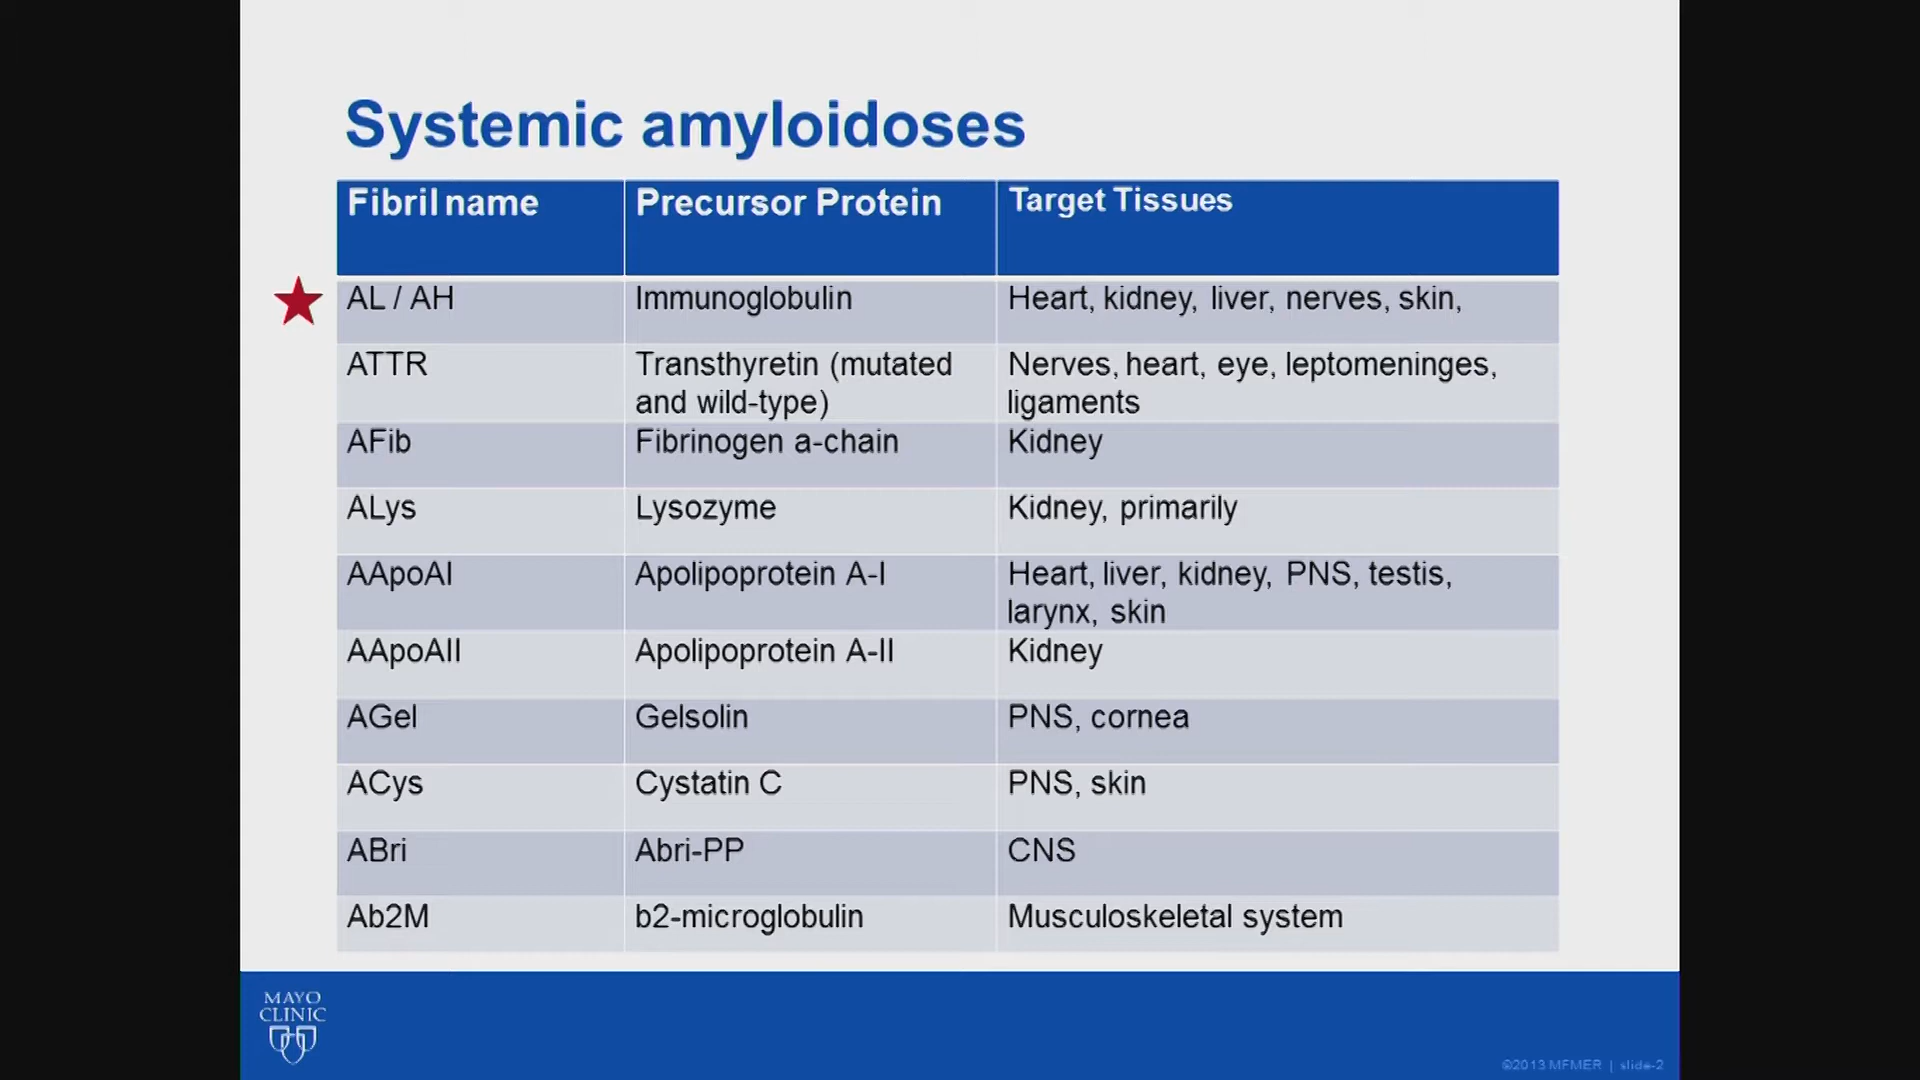 Systemic amyloidoses
Fibril name Precursor Protein Target Tissues
AL / AH Immunoglobulin Heart, kidney, liver, nerves, skin,
ATTR Transthyretin (mutated Nerves, heart, eye, leptomeninges,
and wild-type) ligaments
AFib Fibrinogen a-chain Kidney
ALys Lysozyme Kidney, primarily
AApoAI Apolipoprotein A-I Heart, liver, kidney, PNS, testis,
larynx, skin
AApoAII Apolipoprotein A-II Kidney
AGel Gelsolin PNS, cornea
ACys Cystatin C PNS, skin
ABri Abri-PP CNS
Ab2M b2-microglobulin Musculoskeletal system
MAYO
CLINIC
©2013 MFMER | slide-2